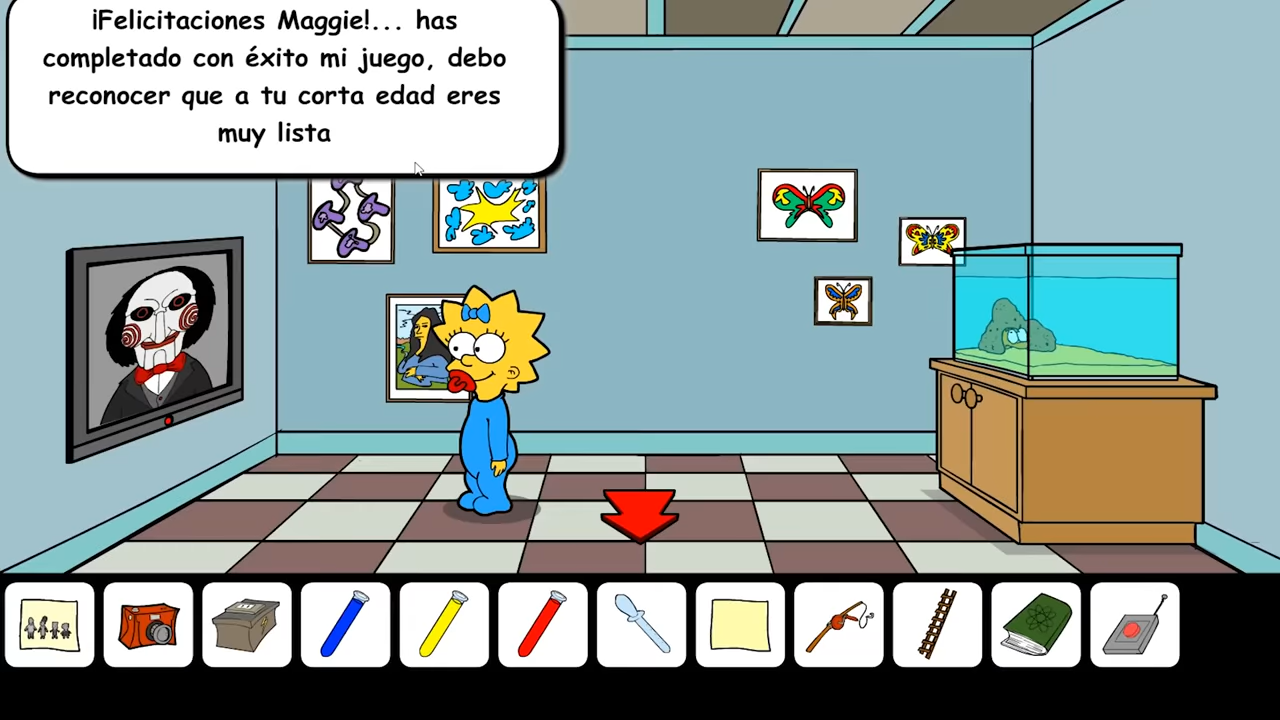 ¡Felicitaciones Maggie!... has
completado con éxito mi juego, debo
reconocer que a tu corta edad eres
muy lista